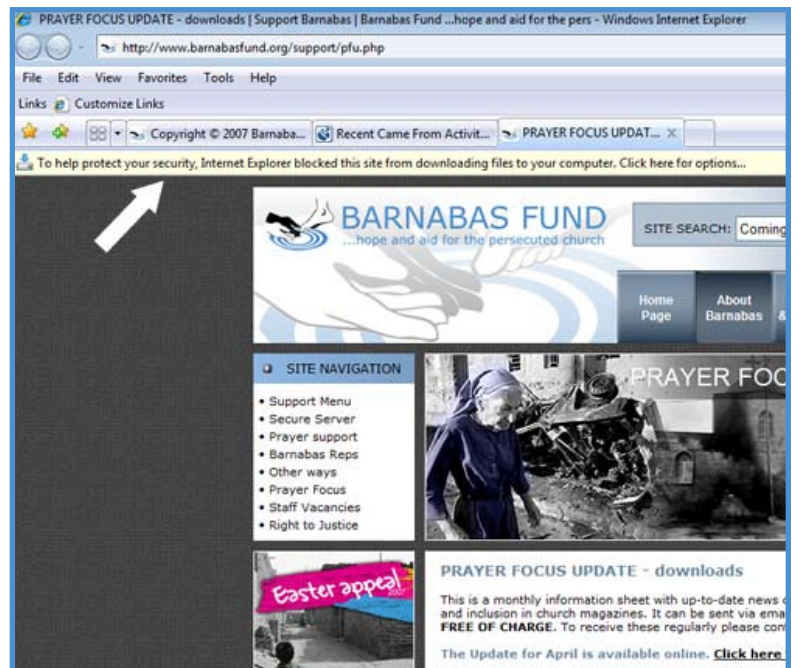 PRAYER FOCUS UPDATE - downloads | Support Barnabas | Barnabas Fund ...hope and aid for the pers - Windows Internet Explorer
http://www.barnabasfund.org/support/pfu.php
File Edit View Favorites Tools Help
Links Customize Links
Copyright © 2007 Barnaba... Recent Came From Activit... PRAYER FOCUS UPDAT...
To help protect your security, Internet Explorer blocked this site from downloading files to your computer. Click here for options...
BARNABAS FUND
...hope and aid for the persecuted church
SITE SEARCH: Coming
Home Page
About Barnabas
&
SITE NAVIGATION
• Support Menu
• Secure Server
• Prayer support
• Barnabas Reps
• Other ways
• Prayer Focus
• Staff Vacancies
• Right to Justice
PRAYER FOC
Easter appeal
2007
PRAYER FOCUS UPDATE - downloads
This is a monthly information sheet with up-to-date news
and inclusion in church magazines. It can be sent via ema
FREE OF CHARGE. To receive these regularly please con
The Update for April is available online. Click here